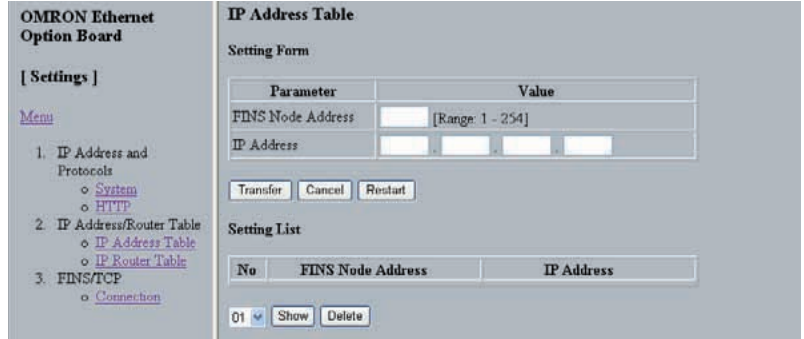 OMRON Ethernet
Option Board
[ Settings ]
Menu
1. IP Address and
Protocols
o System
o HTTP
2. IP Address/Router Table
o IP Address Table
o IP Router Table
3. FINS/TCP
o Connection
IP Address Table
Setting Form
Parameter Value
FINS Node Address [Range: 1 - 254]
IP Address . . .
Transfer Cancel Restart
Setting List
No FINS Node Address IP Address
01 Show Delete